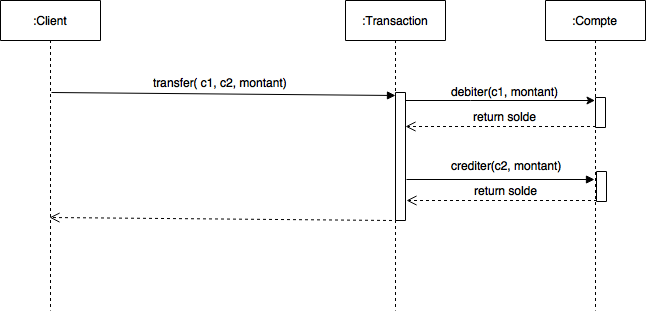 :Client
:Transaction
:Compte
transfer( c1, c2, montant)
debiter(c1, montant)
return solde
crediter(c2, montant)
return solde